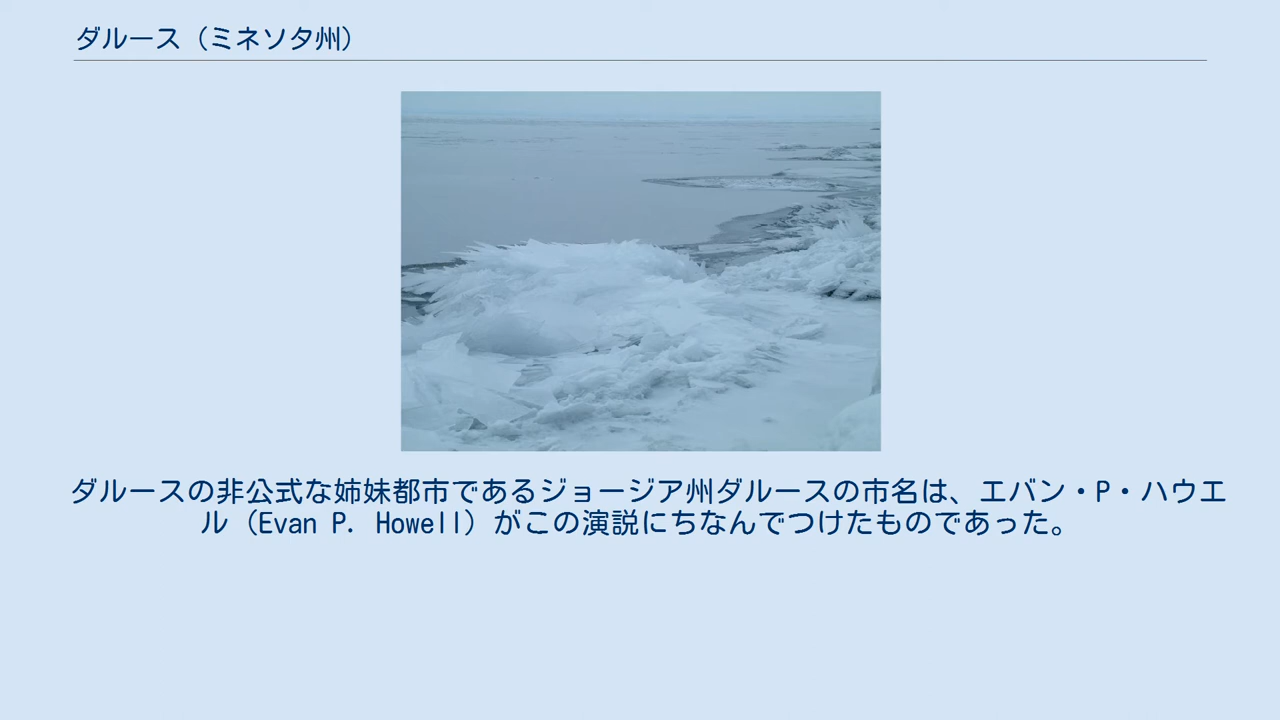 ダルース（ミネソタ州）
ダルースの非公式な姉妹都市であるジョージア州ダルースの市名は、エバン・P・ハウエ
ル（Evan P. Howell）がこの演説にちなんでつけたものであった。